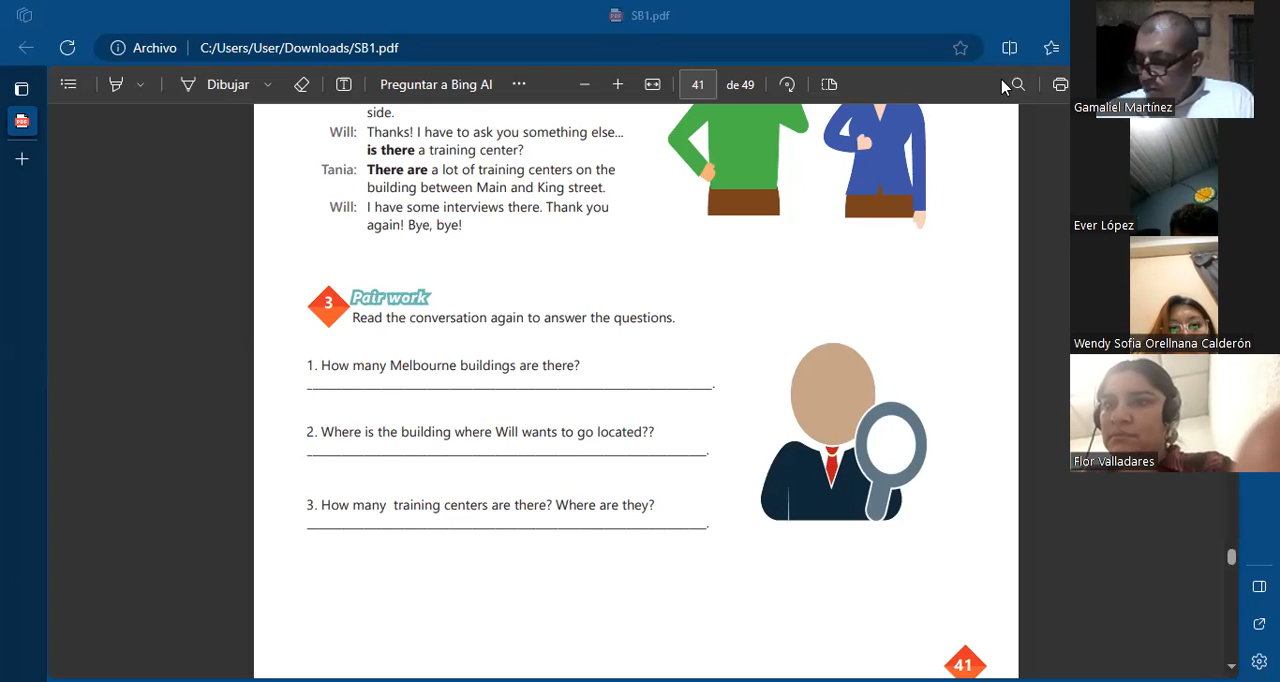 SB1.pdf
Archivo
C:/Users/User/Downloads/SB1.pdf
Dibujar
Preguntar a Bing AI
41
de 49
side.
Will: Thanks! I have to ask you something else...
is there a training center?
Tania: There are a lot of training centers on the
building between Main and King street.
Will: I have some interviews there. Thank you
again! Bye, bye!
3
Pair work
Read the conversation again to answer the questions.
1. How many Melbourne buildings are there?
2. Where is the building where Will wants to go located??
3. How many  training centers are there? Where are they?
41
Gamaliel Martínez
Ever López
Wendy Sofia Orellnana Calderón
Flor Valladares